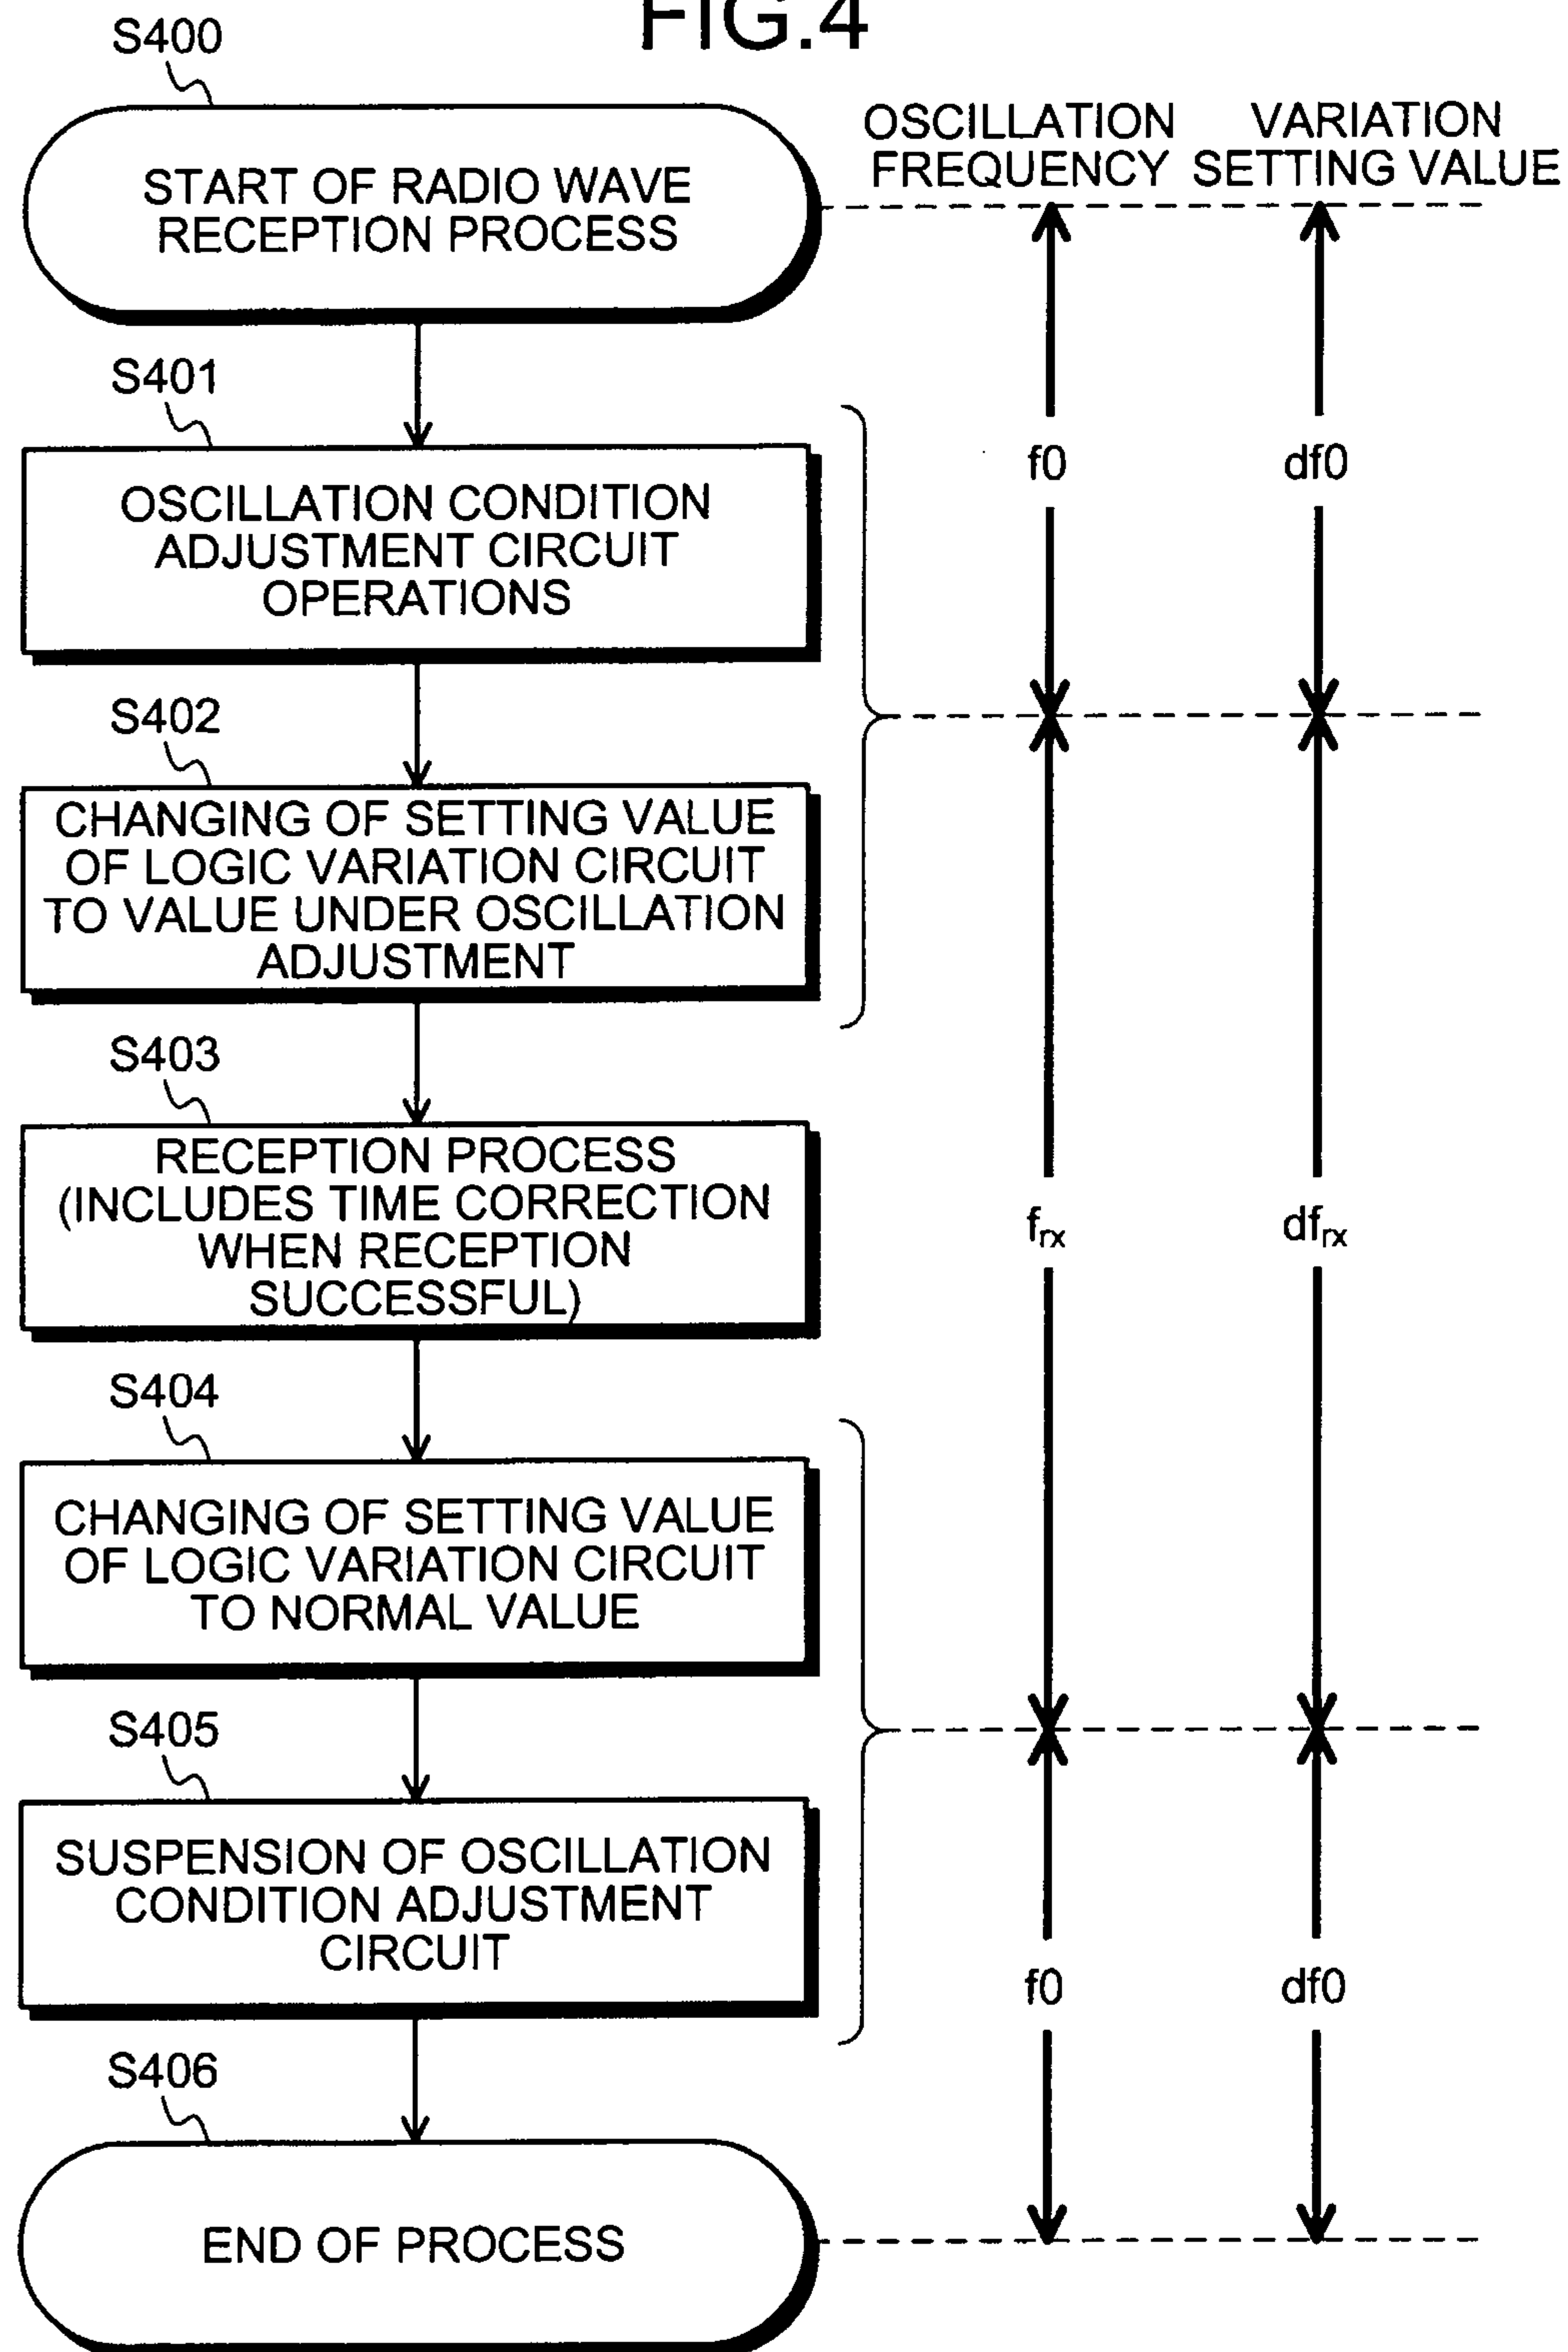 FIG.4
S400
START OF RADIO WAVE
RECEPTION PROCESS
OSCILLATION
FREQUENCY
VARIATION
SETTING VALUE
S401
OSCILLATION CONDITION
ADJUSTMENT CIRCUIT
OPERATIONS
f0
df0
S402
CHANGING OF SETTING VALUE
OF LOGIC VARIATION CIRCUIT
TO VALUE UNDER OSCILLATION
ADJUSTMENT
S403
RECEPTION PROCESS
(INCLUDES TIME CORRECTION
WHEN RECEPTION
SUCCESSFUL)
frx
dfrx
S404
CHANGING OF SETTING VALUE
OF LOGIC VARIATION CIRCUIT
TO NORMAL VALUE
S405
SUSPENSION OF OSCILLATION
CONDITION ADJUSTMENT
CIRCUIT
f0
df0
S406
END OF PROCESS